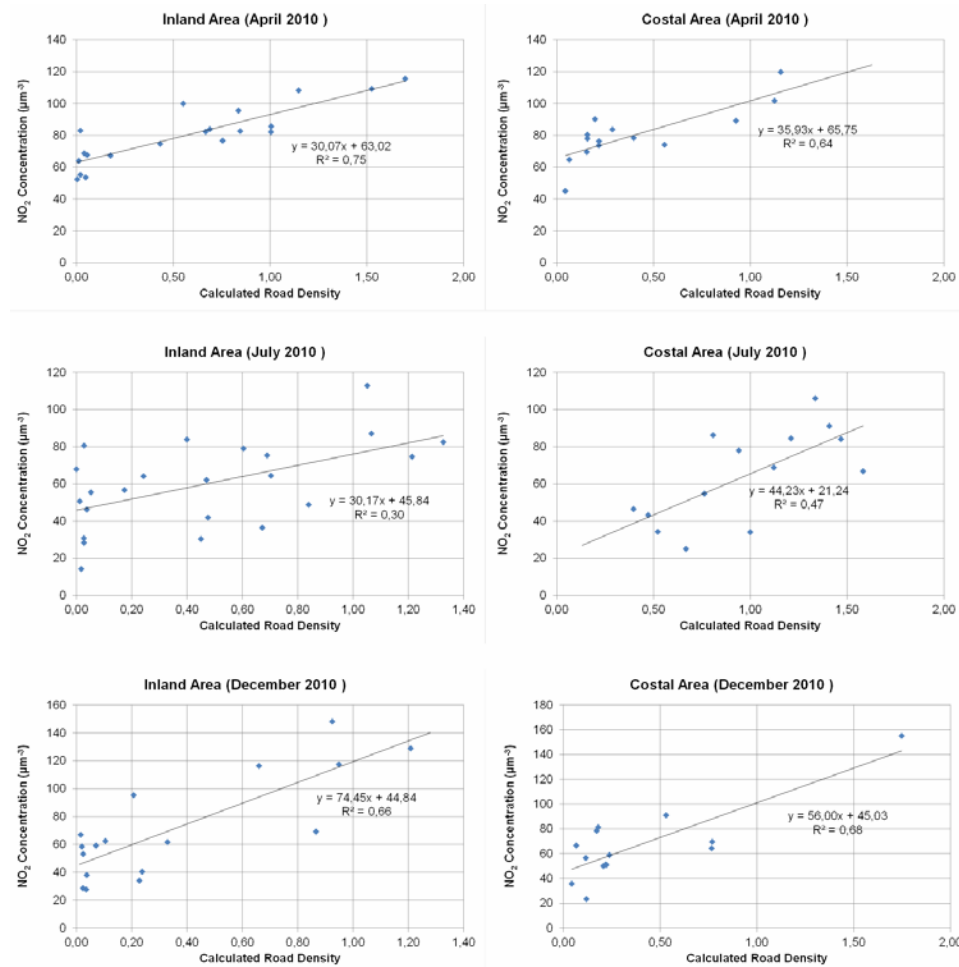 Inland Area (April 2010 )
NO2 Concentration (µm-3)
140
120
100
80
60
40
20
0
y = 30,07x + 63,02
R² = 0,75
0,00 0,50 1,00 1,50 2,00
Calculated Road Density
Costal Area (April 2010 )
NO2 Concentration (µm-3)
140
120
100
80
60
40
20
0
y = 35,93x + 65,75
R² = 0,64
0,00 0,50 1,00 1,50 2,00
Calculated Road Density
Inland Area (July 2010 )
NO2 Concentration (µm-3)
120
100
80
60
40
20
0
y = 30,17x + 45,84
R² = 0,30
0,00 0,20 0,40 0,60 0,80 1,00 1,20 1,40
Calculated Road Density
Costal Area (July 2010 )
NO2 Concentration (µm-3)
120
100
80
60
40
20
0
y = 44,23x + 21,24
R² = 0,47
0,00 0,50 1,00 1,50 2,00
Calculated Road Density
Inland Area (December 2010 )
NO2 Concentration (µm-3)
160
140
120
100
80
60
40
20
0
y = 74,45x + 44,84
R² = 0,66
0,00 0,20 0,40 0,60 0,80 1,00 1,20 1,40
Calculated Road Density
Costal Area (December 2010 )
NO2 Concentration (µm-3)
180
160
140
120
100
80
60
40
20
0
y = 56,00x + 45,03
R² = 0,68
0,00 0,50 1,00 1,50 2,00
Calculated Road Density